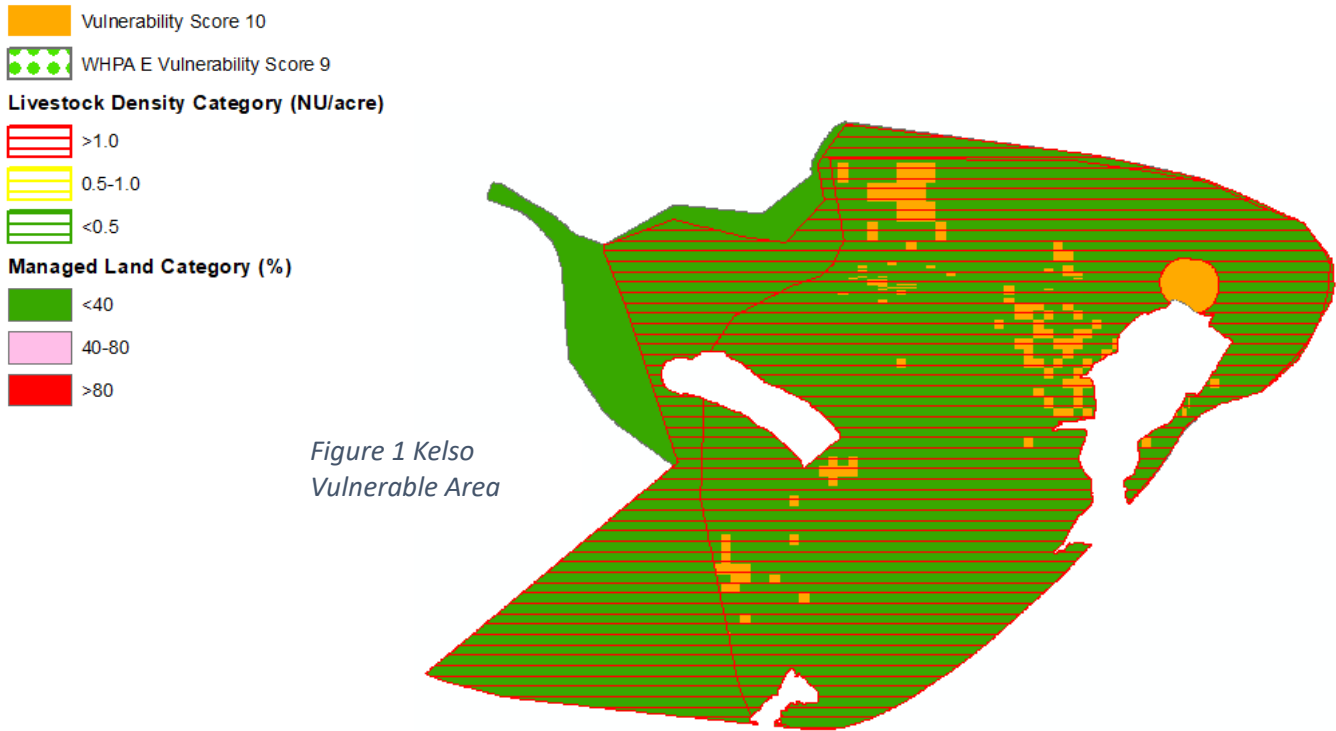 Vulnerability Score 10
WHPA E Vulnerability Score 9
Livestock Density Category (NU/acre)
>1.0
0.5-1.0
<0.5
Managed Land Category (%)
<40
40-80
>80
Figure 1 Kelso
Vulnerable Area